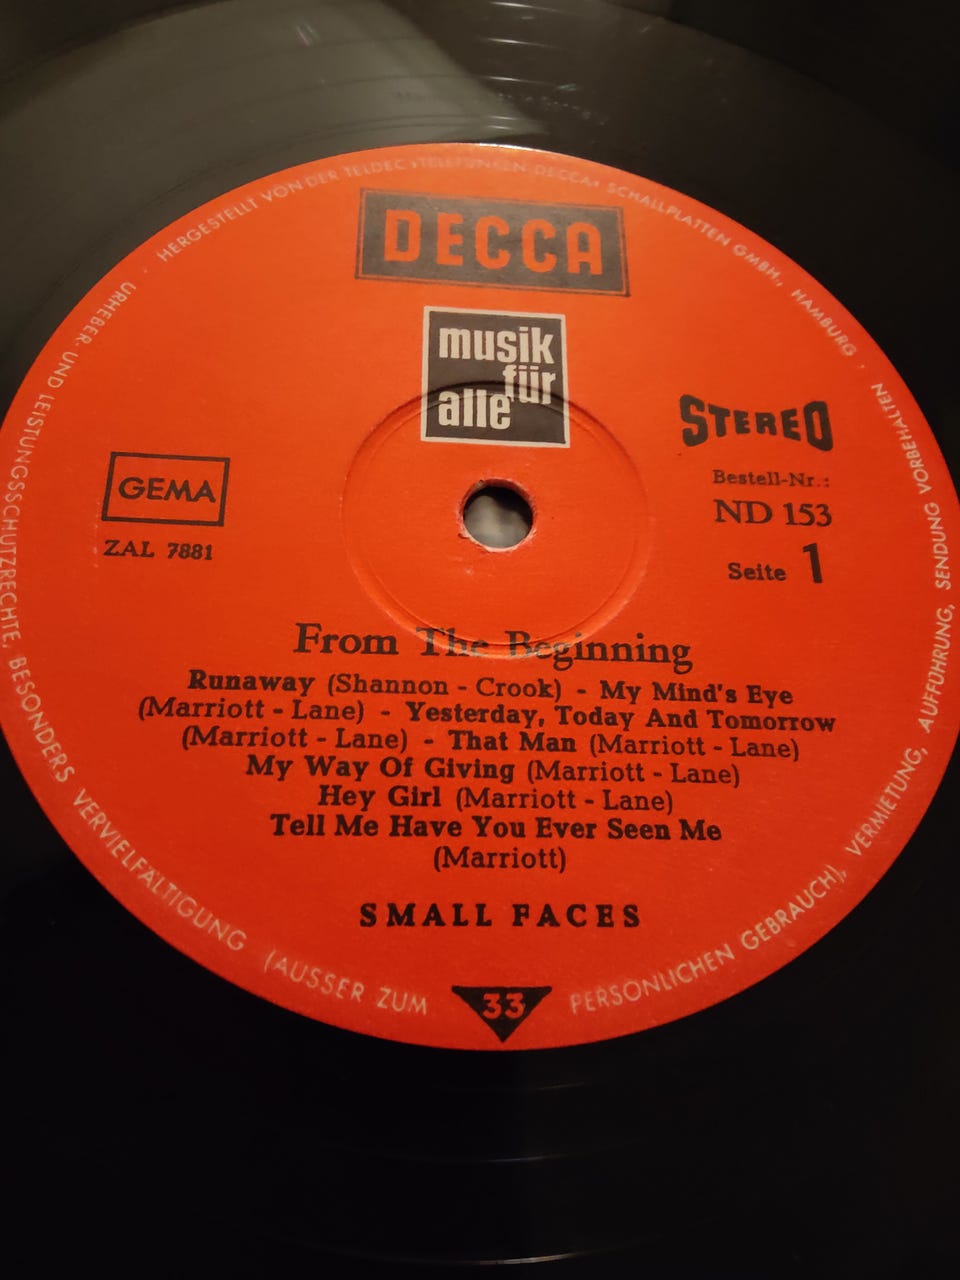 HERGESTELLT VON DER TELDEC »TELEFUNKEN-DECCA« SCHALLPLATTEN GMBH., HAMBURG ·
URHEBER- UND LEISTUNGSSCHUTZRECHTE, BESONDERS VERVIELFÄLTIGUNG (AUSSER ZUM PERSÖNLICHEN GEBRAUCH), VERMIETUNG, AUFFÜHRUNG, SENDUNG VORBEHALTEN ·
DECCA
musik
für
alle
STEREO
GEMA
Bestell-Nr.:
ND 153
ZAL 7881
Seite 1
From The Beginning
Runaway (Shannon - Crook) - My Mind's Eye
(Marriott - Lane) - Yesterday, Today And Tomorrow
(Marriott - Lane) - That Man (Marriott - Lane)
My Way Of Giving (Marriott - Lane)
Hey Girl (Marriott - Lane)
Tell Me Have You Ever Seen Me
(Marriott)
SMALL FACES
33